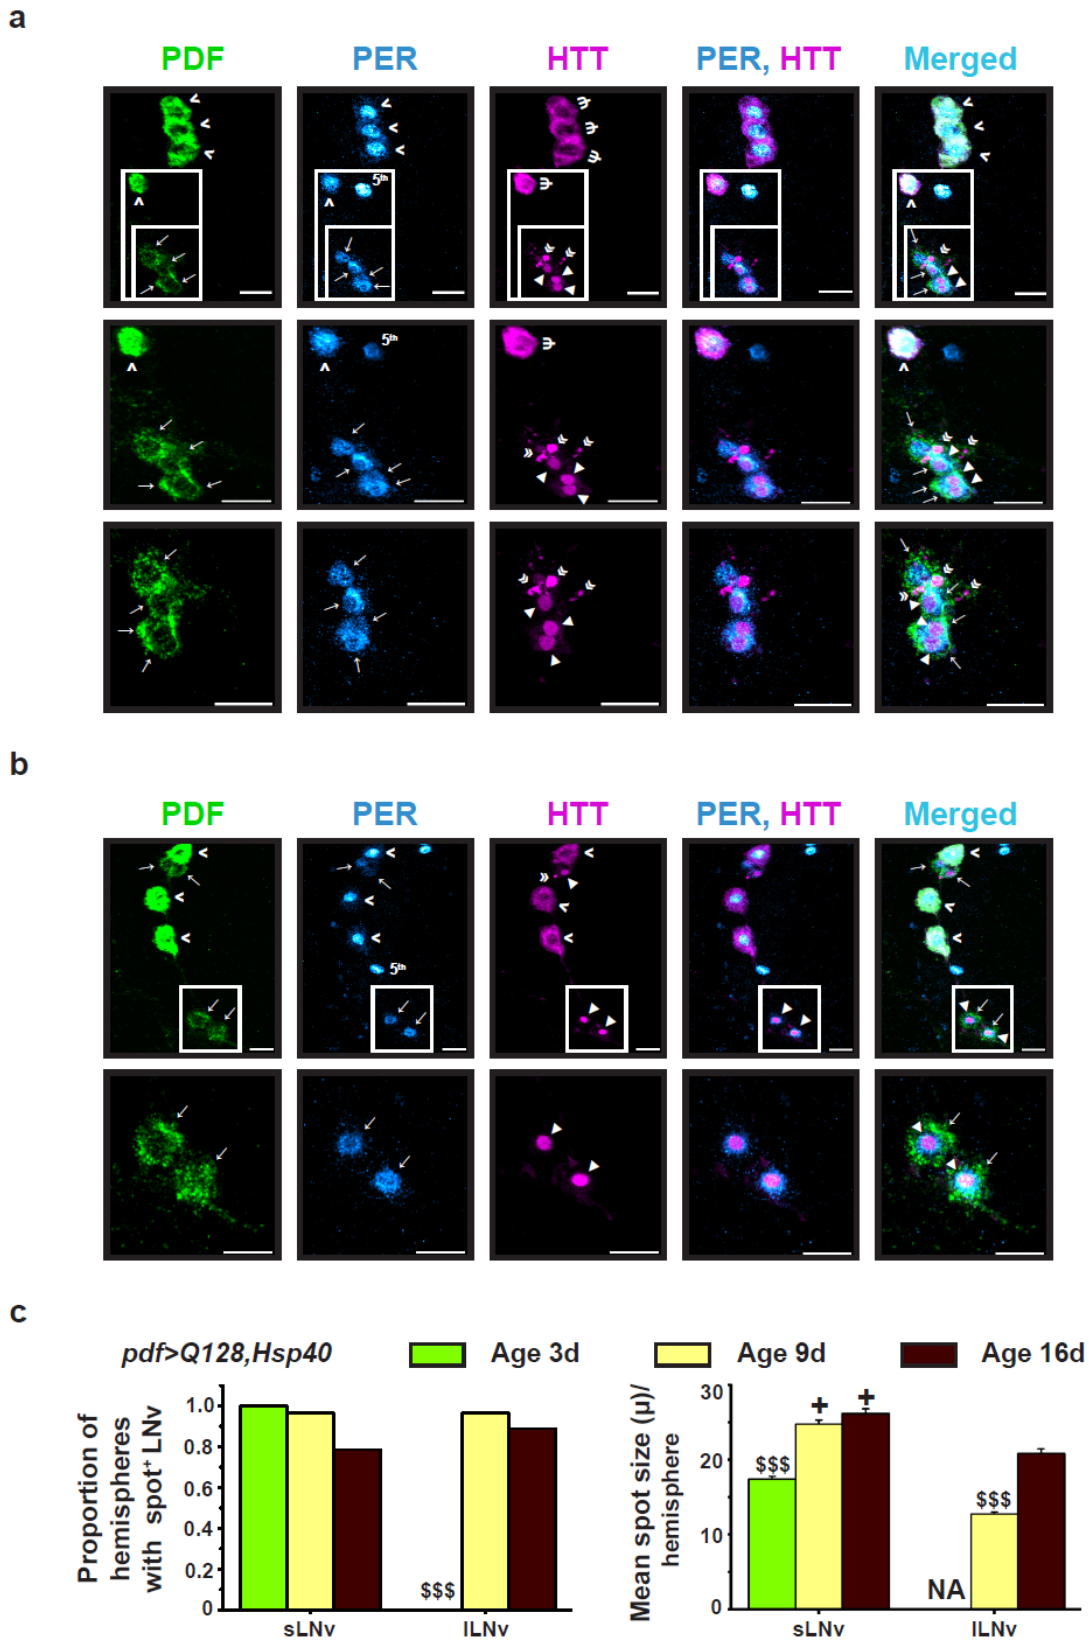 a
PDF PER HTT PER, HTT Merged
5th
5th
b
PDF PER HTT PER, HTT Merged
5th
c
pdf>Q128,Hsp40 Age 3d Age 9d Age 16d
Proportion of
hemispheres
with spot+ LNv
1.0
0.8
0.6
0.4
0.2
0
$$$
sLNv lLNv
Mean spot size (µ)/
hemisphere
30
20
10
0
$$$ + + NA $$$
sLNv lLNv